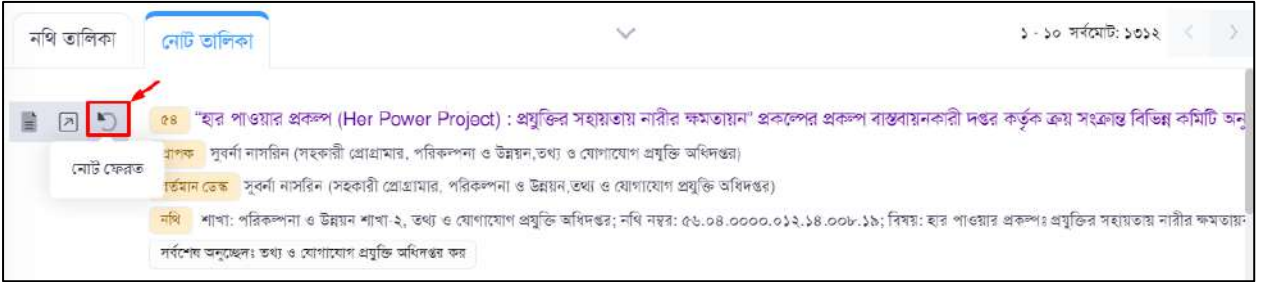 নথি তালিকা নোট তালিকা ১ - ১০ সর্বমোট: ১৩১২
৫৪ "হার পাওয়ার প্রকল্প (Her Power Project) : প্রযুক্তির সহায়তায় নারীর ক্ষমতায়ন" প্রকল্পের প্রকল্প বাস্তবায়নকারী দপ্তর কর্তৃক ক্রয় সংক্রান্ত বিভিন্ন কমিটি
প্রাপক সুবর্না নাসরিন (সহকারী প্রোগ্রামার, পরিকল্পনা ও উন্নয়ন,তথ্য ও যোগাযোগ প্রযুক্তি অধিদপ্তর)
নোট ফেরত
বর্তমান ডেস্ক সুবর্না নাসরিন (সহকারী প্রোগ্রামার, পরিকল্পনা ও উন্নয়ন,তথ্য ও যোগাযোগ প্রযুক্তি অধিদপ্তর)
নথি শাখা: পরিকল্পনা ও উন্নয়ন শাখা-২, তথ্য ও যোগাযোগ প্রযুক্তি অধিদপ্তর; নথি নম্বর: ৫৬.০৪.০০০০.০১২.১৪.০০৮.১৯; বিষয়: হার পাওয়ার প্রকল্পঃ প্রযুক্তির সহায়তায় নারীর
সর্বশেষ অনুচ্ছেদঃ তথ্য ও যোগাযোগ প্রযুক্তি অধিদপ্তর কর